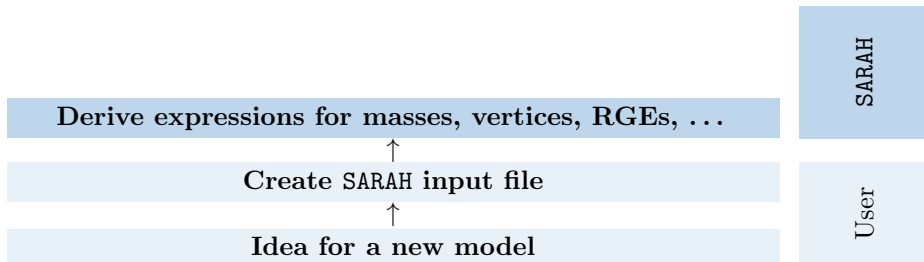 SARAH
Derive expressions for masses, vertices, RGEs, ...
↑
Create SARAH input file
↑
Idea for a new model
User